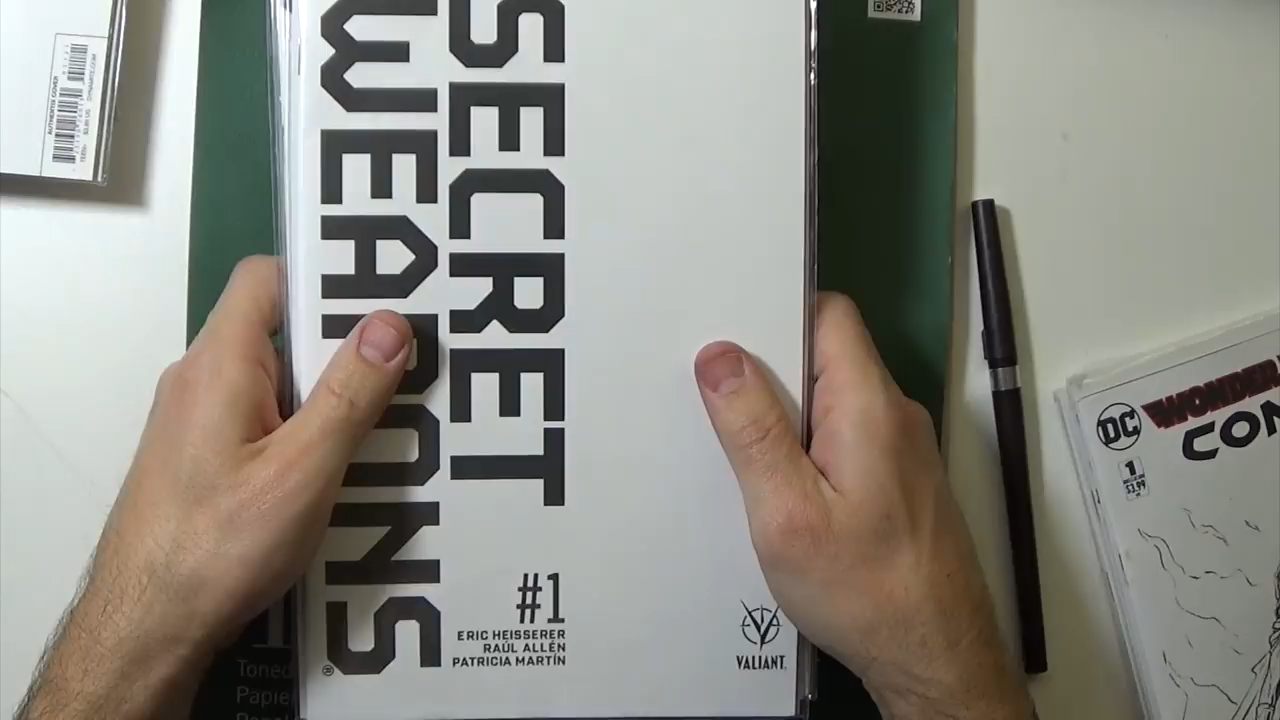 SECRET
WEAPONS®
#1
ERIC HEISSERER
RAÚL ALLÉN
PATRICIA MARTÍN
VALIANT.
AUTHENTIX COVER
DC
WONDER
CON
1
$3.99
Toned
Papie